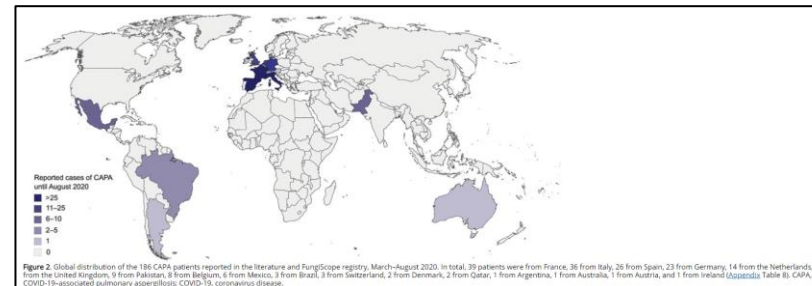 Reported cases of CAPA
until August 2020
>25
11–25
6–10
2–5
1
0
Figure 2. Global distribution of the 186 CAPA patients reported in the literature and FungiScope registry, March–August 2020. In total, 39 patients were from France, 36 from Italy, 26 from Spain, 23 from Germany, 14 from the Netherlands,
from the United Kingdom, 9 from Pakistan, 8 from Belgium, 6 from Mexico, 3 from Brazil, 3 from Switzerland, 2 from Denmark, 2 from Qatar, 1 from Argentina, 1 from Australia, 1 from Austria, and 1 from Ireland (Appendix Table 8). CAPA,
COVID-19–associated pulmonary aspergillosis; COVID-19, coronavirus disease.